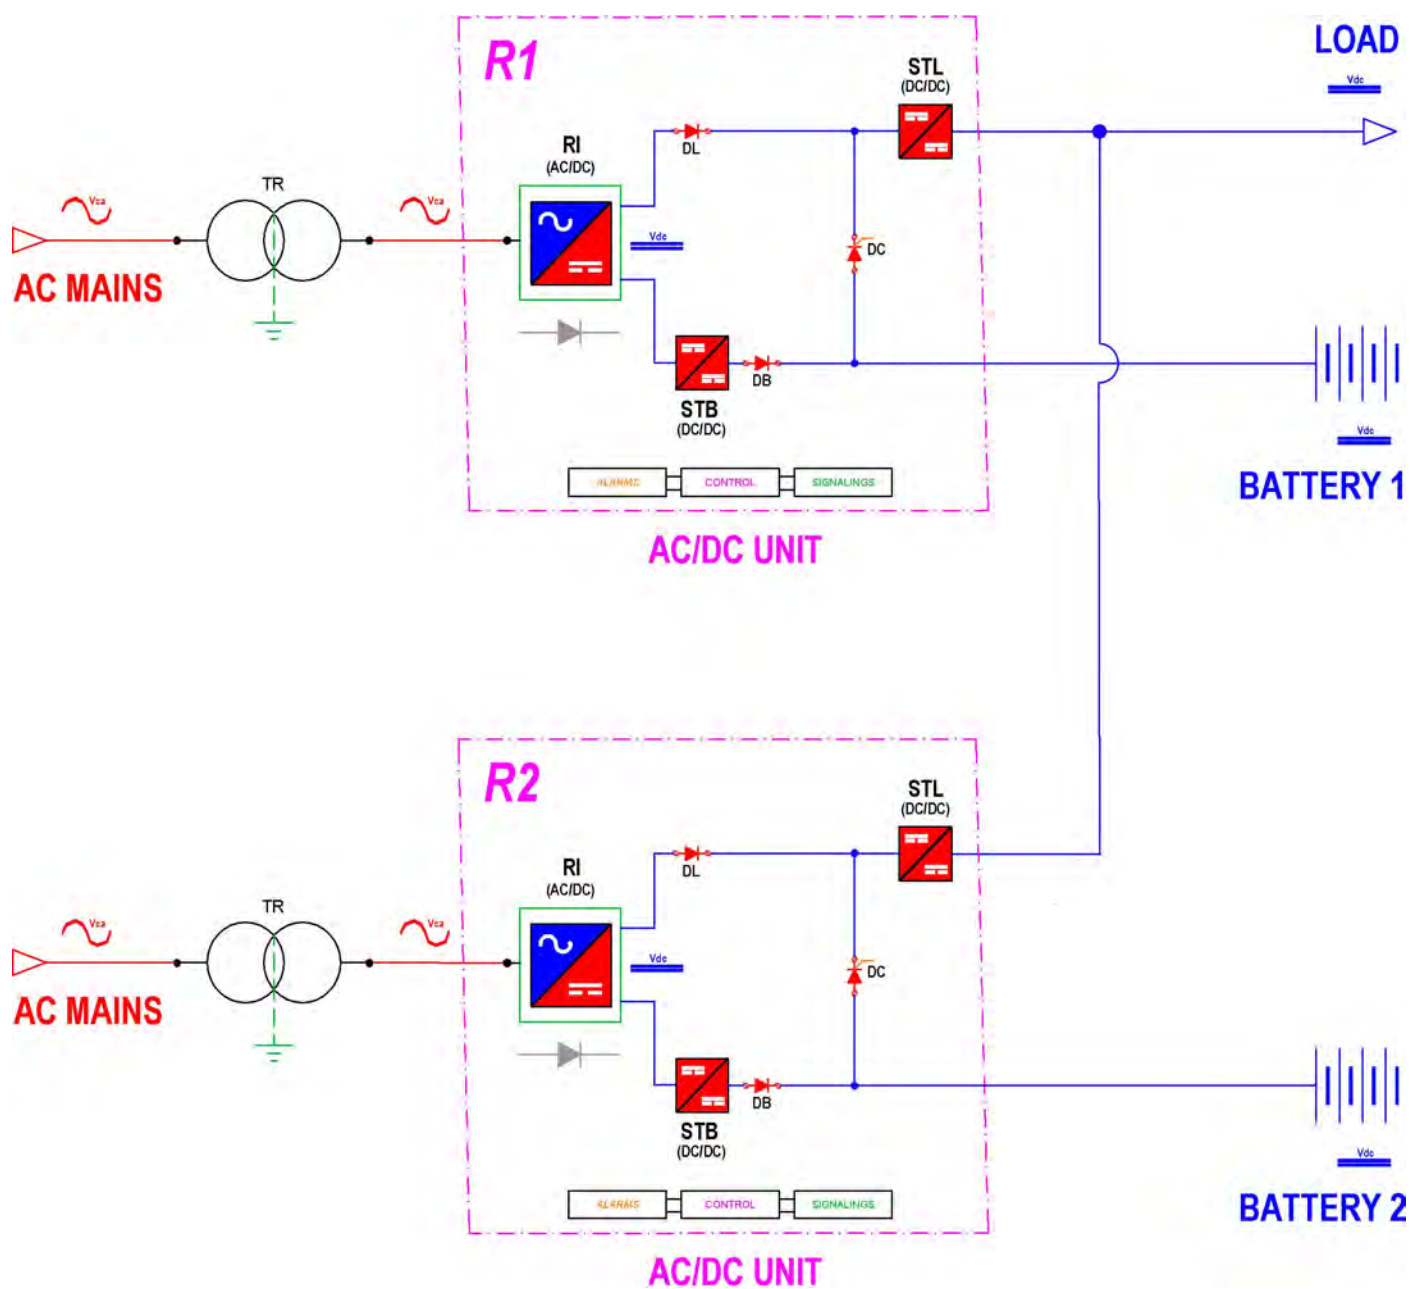 R1
LOAD
Vdc
STL
(DC/DC)
DL
RI
(AC/DC)
TR
Vca
Vca
Vdc
DC
AC MAINS
DB
STB
(DC/DC)
Vdc
ALARMS
CONTROL
SIGNALINGS
BATTERY 1
AC/DC UNIT
R2
STL
(DC/DC)
DL
RI
(AC/DC)
TR
Vca
Vca
Vdc
DC
AC MAINS
DB
STB
(DC/DC)
Vdc
ALARMS
CONTROL
SIGNALINGS
BATTERY 2
AC/DC UNIT